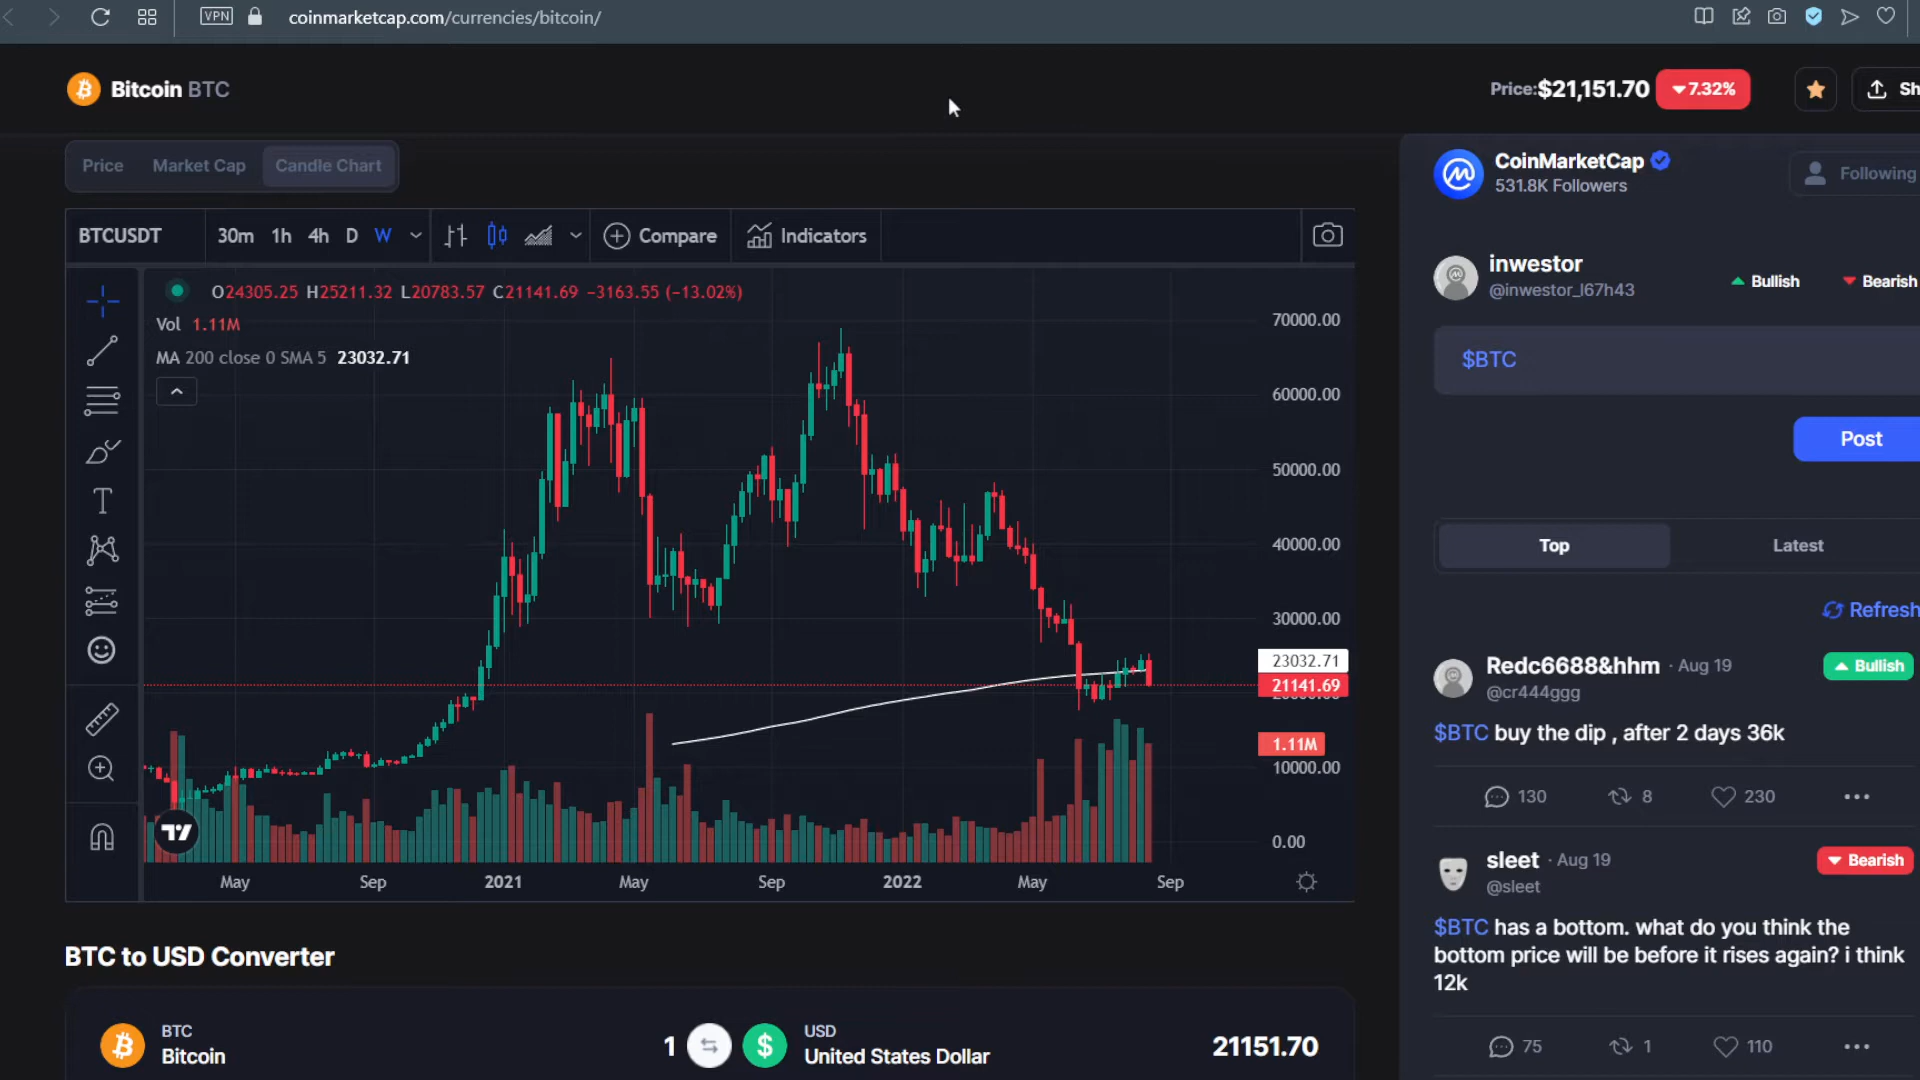 VPN coinmarketcap.com/currencies/bitcoin/
Bitcoin BTC
Price:$21,151.70 7.32%
Sh
Price Market Cap Candle Chart
BTCUSDT 30m 1h 4h D W Compare Indicators
O24305.25 H25211.32 L20783.57 C21141.69 −3163.55 (−13.02%)
Vol 1.11M
MA 200 close 0 SMA 5 23032.71
70000.00
60000.00
50000.00
40000.00
30000.00
23032.71
21141.69
1.11M
10000.00
0.00
May Sep 2021 May Sep 2022 May Sep
BTC to USD Converter
BTC
Bitcoin
1
USD
United States Dollar
21151.70
CoinMarketCap
531.8K Followers
Following
inwestor
@inwestor_l67h43
Bullish Bearish
$BTC
Post
Top Latest
Refresh
Redc6688&hhm · Aug 19 Bullish
@cr444ggg
$BTC buy the dip , after 2 days 36k
130 8 230
sleet · Aug 19 Bearish
@sleet
$BTC has a bottom. what do you think the
bottom price will be before it rises again? i think
12k
75 1 110